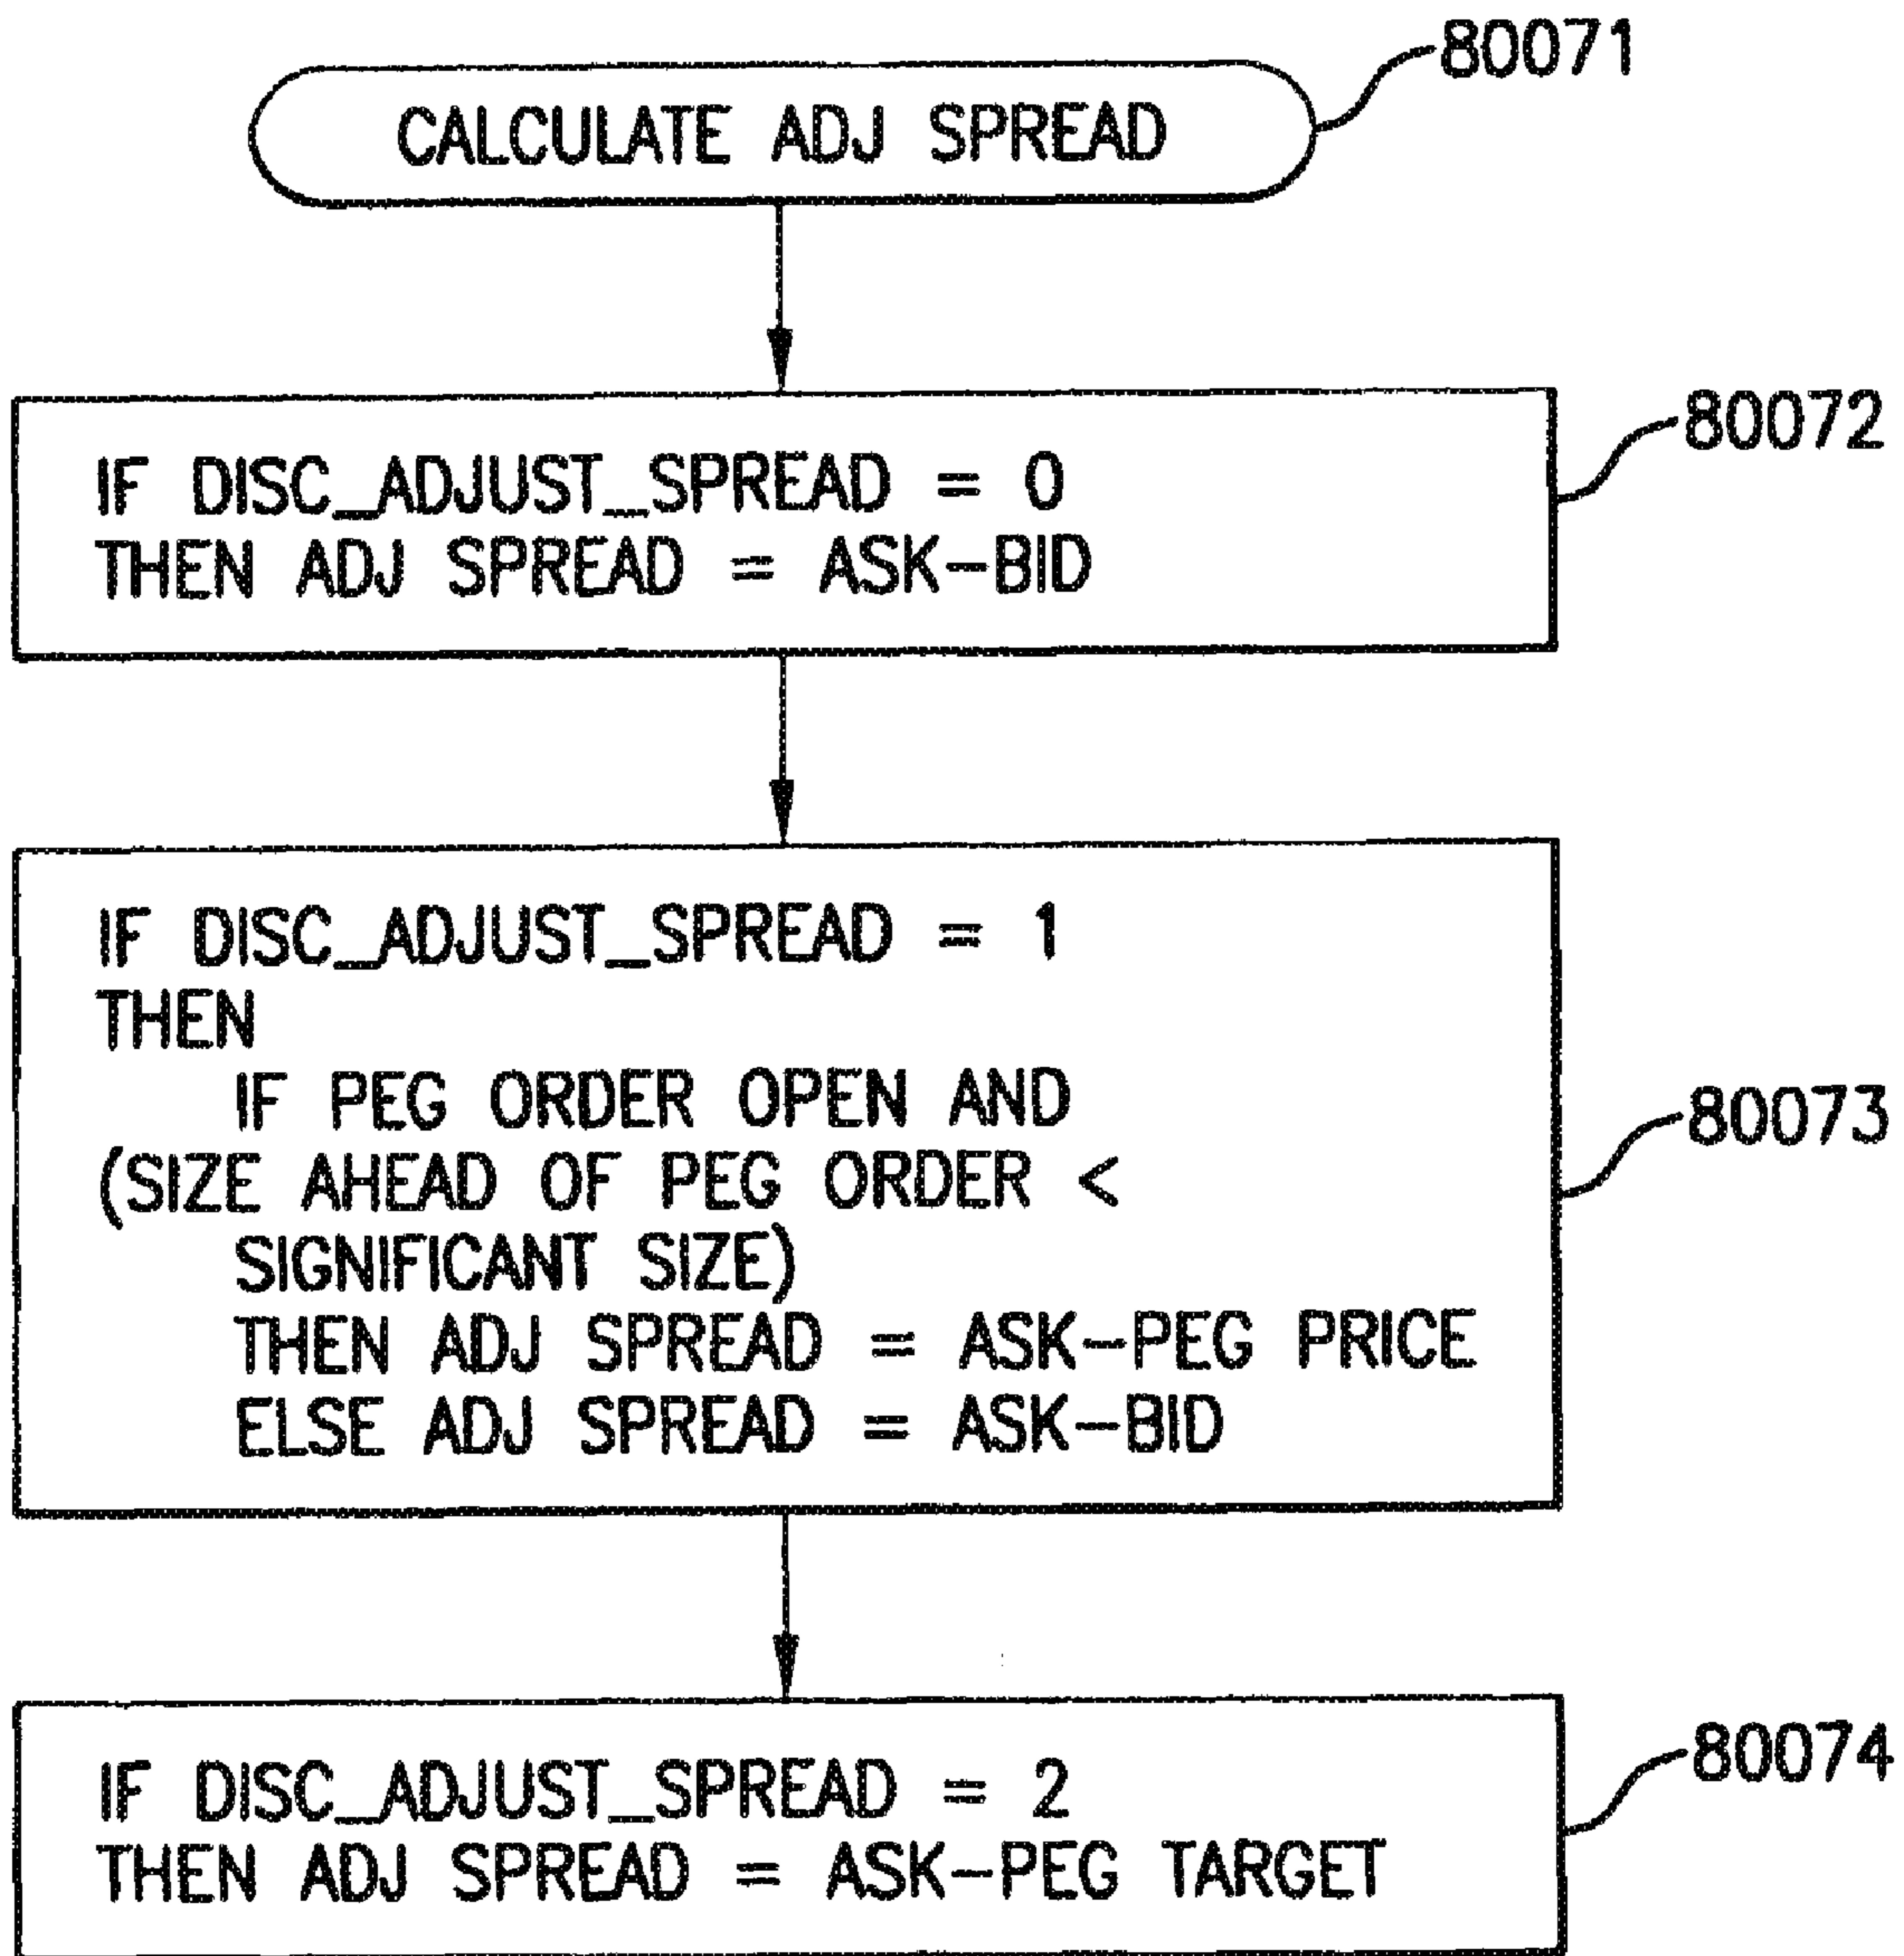 80071
CALCULATE ADJ SPREAD
80072
IF DISC_ADJUST_SPREAD = 0
THEN ADJ SPREAD = ASK-BID
80073
IF DISC_ADJUST_SPREAD = 1
THEN
IF PEG ORDER OPEN AND
(SIZE AHEAD OF PEG ORDER <
SIGNIFICANT SIZE)
THEN ADJ SPREAD = ASK-PEG PRICE
ELSE ADJ SPREAD = ASK-BID
80074
IF DISC_ADJUST_SPREAD = 2
THEN ADJ SPREAD = ASK-PEG TARGET